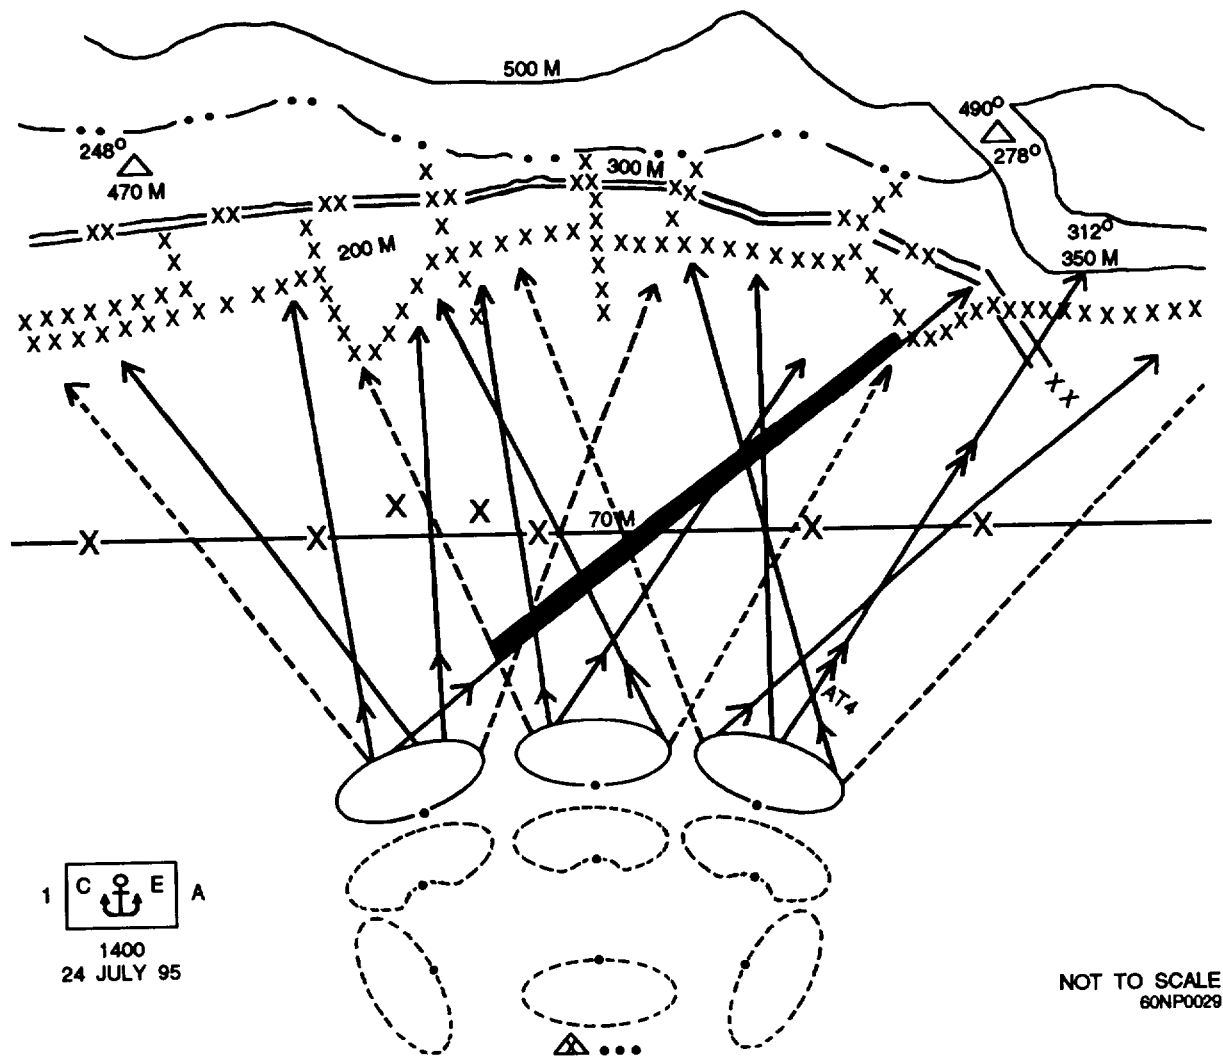 500 M
490°
278°
248°
470 M
300 M
312°
350 M
200 M
70 M
AT4
1 C E A
1400
24 JULY 95
NOT TO SCALE
60NP0029